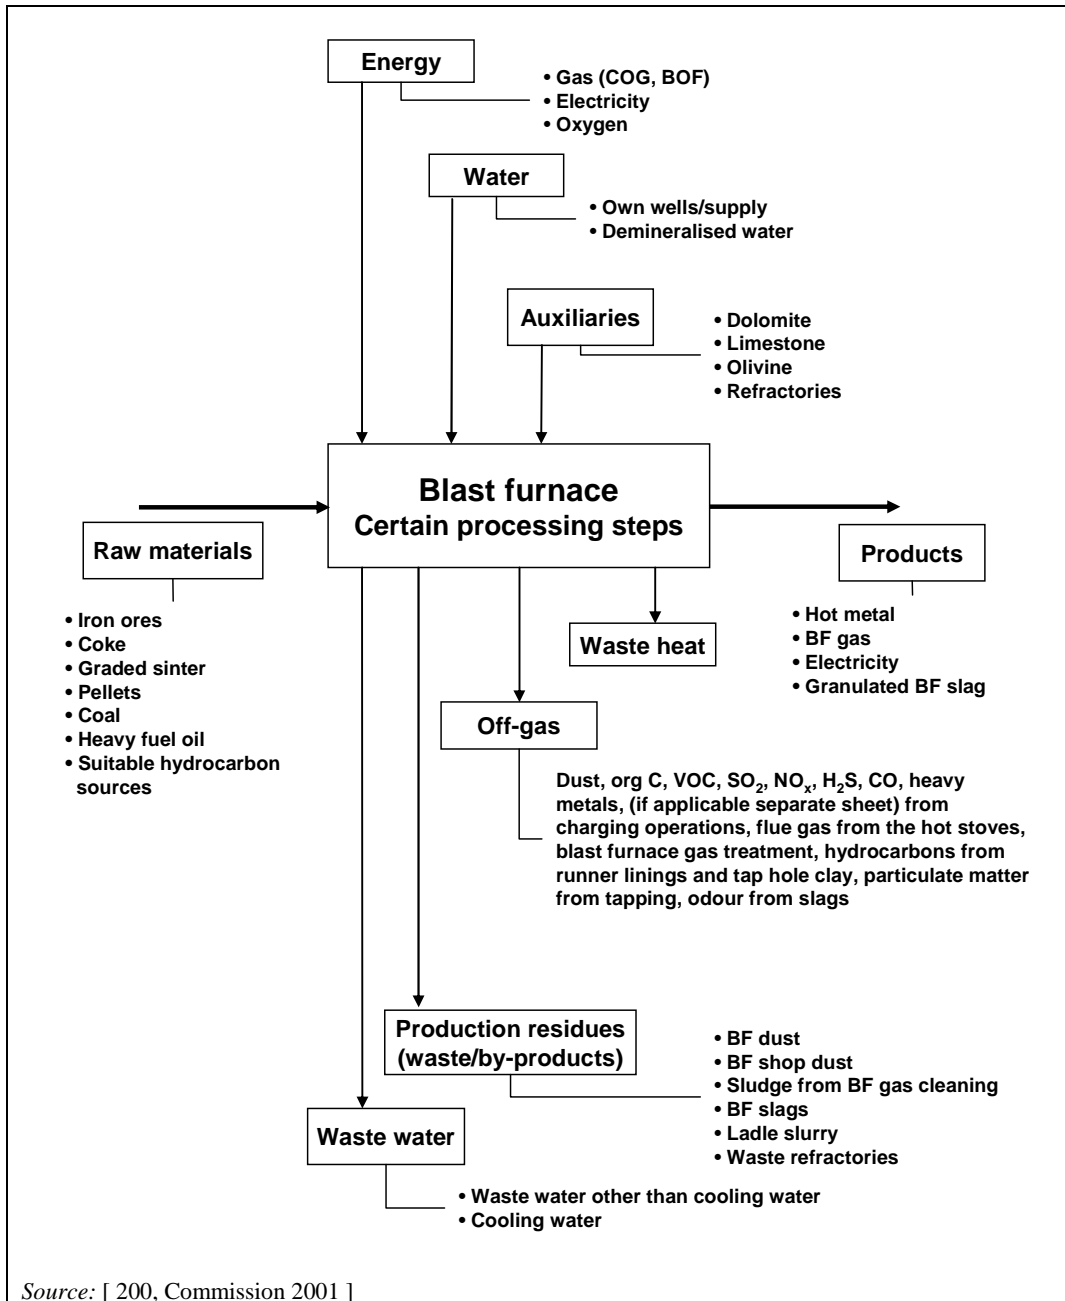 Energy
• Gas (COG, BOF)
• Electricity
• Oxygen
Water
• Own wells/supply
• Demineralised water
Auxiliaries
• Dolomite
• Limestone
• Olivine
• Refractories
Blast furnace
Certain processing steps
Raw materials
• Iron ores
• Coke
• Graded sinter
• Pellets
• Coal
• Heavy fuel oil
• Suitable hydrocarbon
sources
Products
• Hot metal
• BF gas
• Electricity
• Granulated BF slag
Waste heat
Off-gas
Dust, org C, VOC, SO₂, NOₓ, H₂S, CO, heavy
metals, (if applicable separate sheet) from
charging operations, flue gas from the hot stoves,
blast furnace gas treatment, hydrocarbons from
runner linings and tap hole clay, particulate matter
from tapping, odour from slags
Production residues
(waste/by-products)
• BF dust
• BF shop dust
• Sludge from BF gas cleaning
• BF slags
• Ladle slurry
• Waste refractories
Waste water
• Waste water other than cooling water
• Cooling water
Source: [ 200, Commission 2001 ]